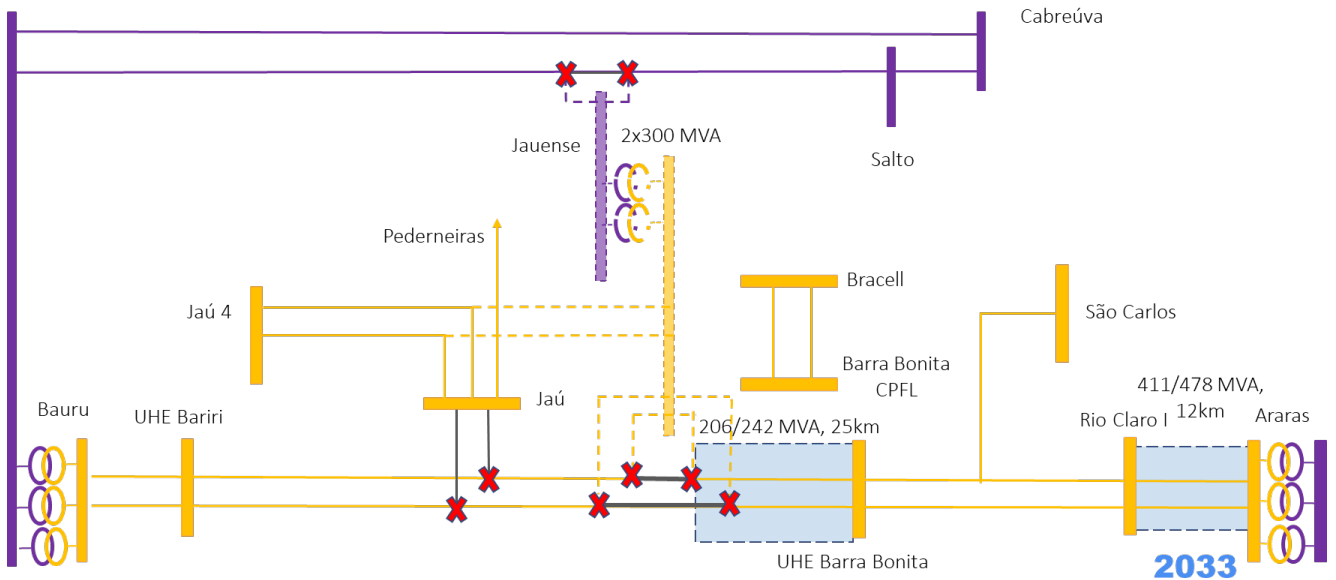 Cabreúva
2x300 MVA
Jauense
Salto
Pederneiras
Bracell
Jaú 4
São Carlos
Barra Bonita
CPFL
411/478 MVA,
12km
Jaú
Bauru
UHE Bariri
206/242 MVA, 25km
Rio Claro I
Araras
UHE Barra Bonita
2033